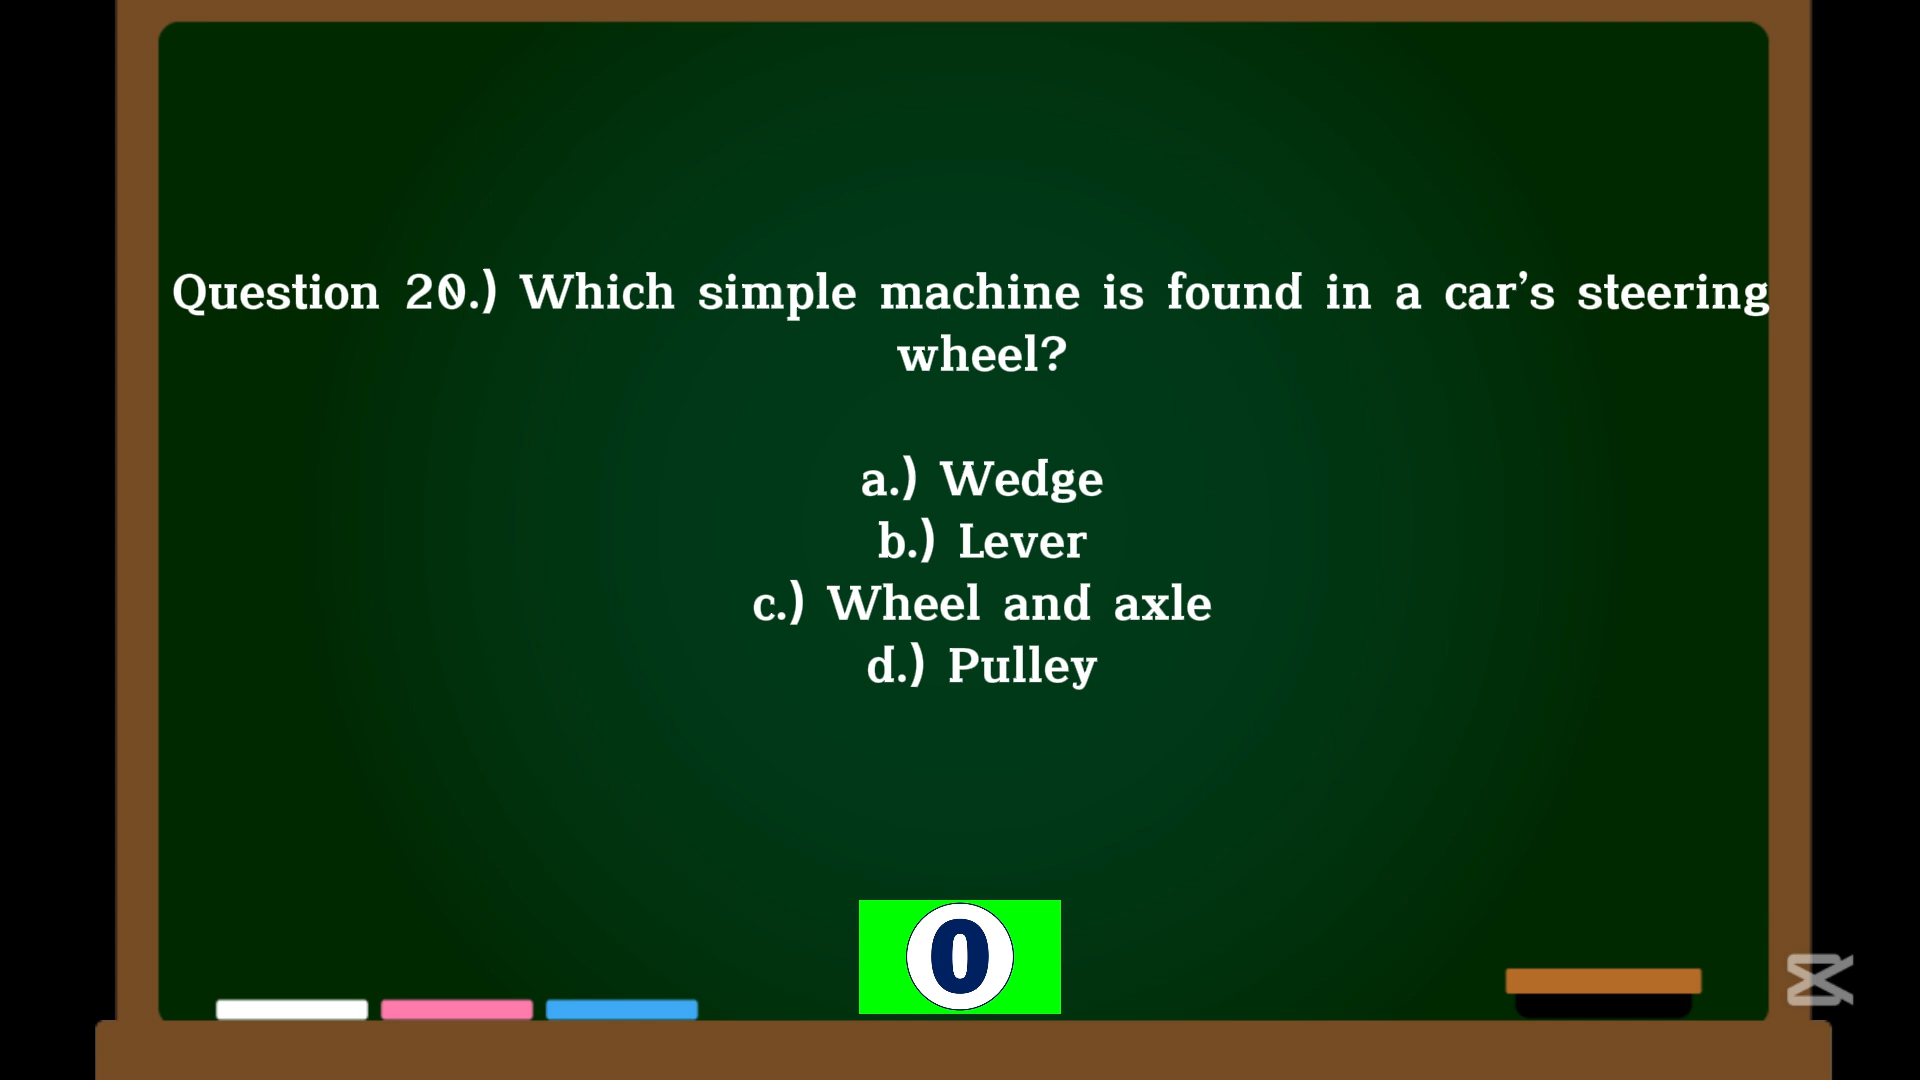 Question 20.) Which simple machine is found in a car’s steering
wheel?
a.) Wedge
b.) Lever
c.) Wheel and axle
d.) Pulley
0